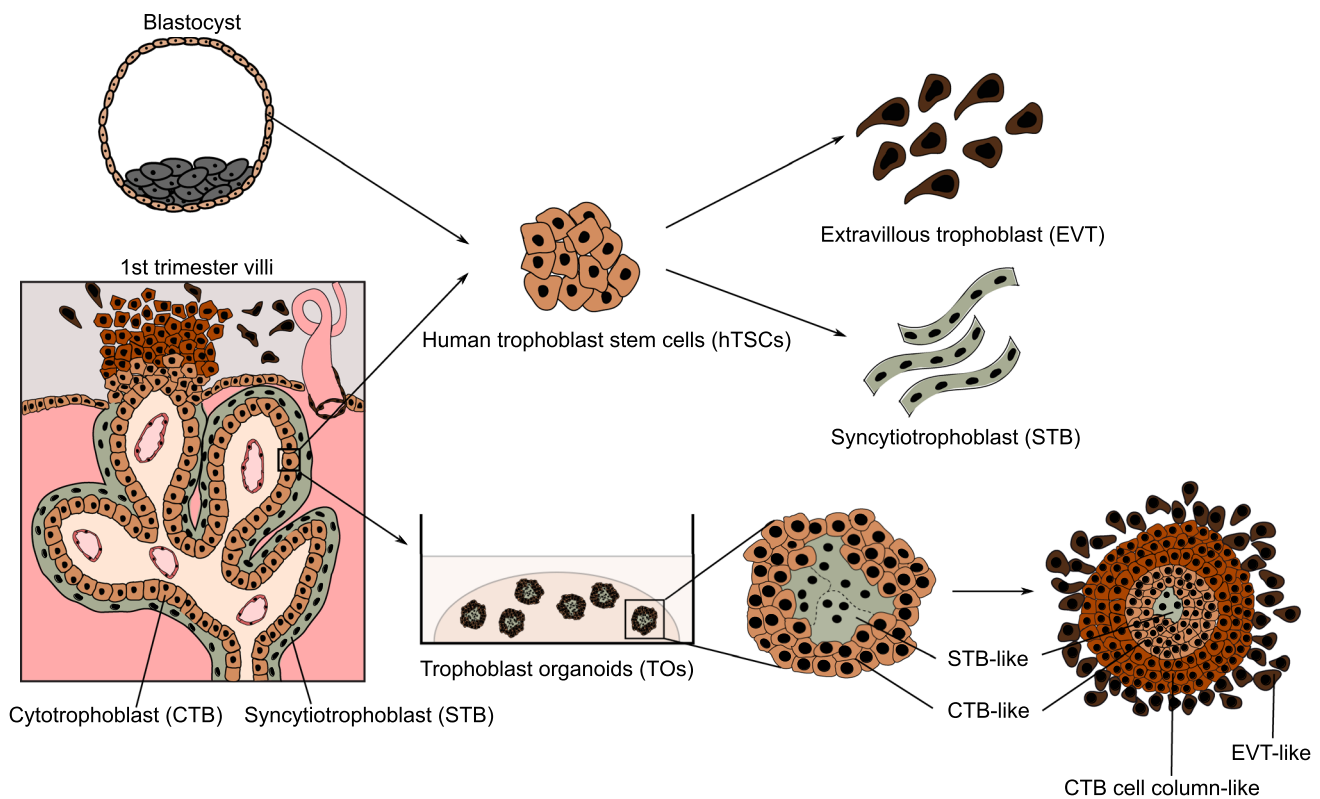 Blastocyst
1st trimester villi
Extravillous trophoblast (EVT)
Human trophoblast stem cells (hTSCs)
Syncytiotrophoblast (STB)
Trophoblast organoids (TOs)
STB-like
CTB-like
Cytotrophoblast (CTB)
Syncytiotrophoblast (STB)
EVT-like
CTB cell column-like